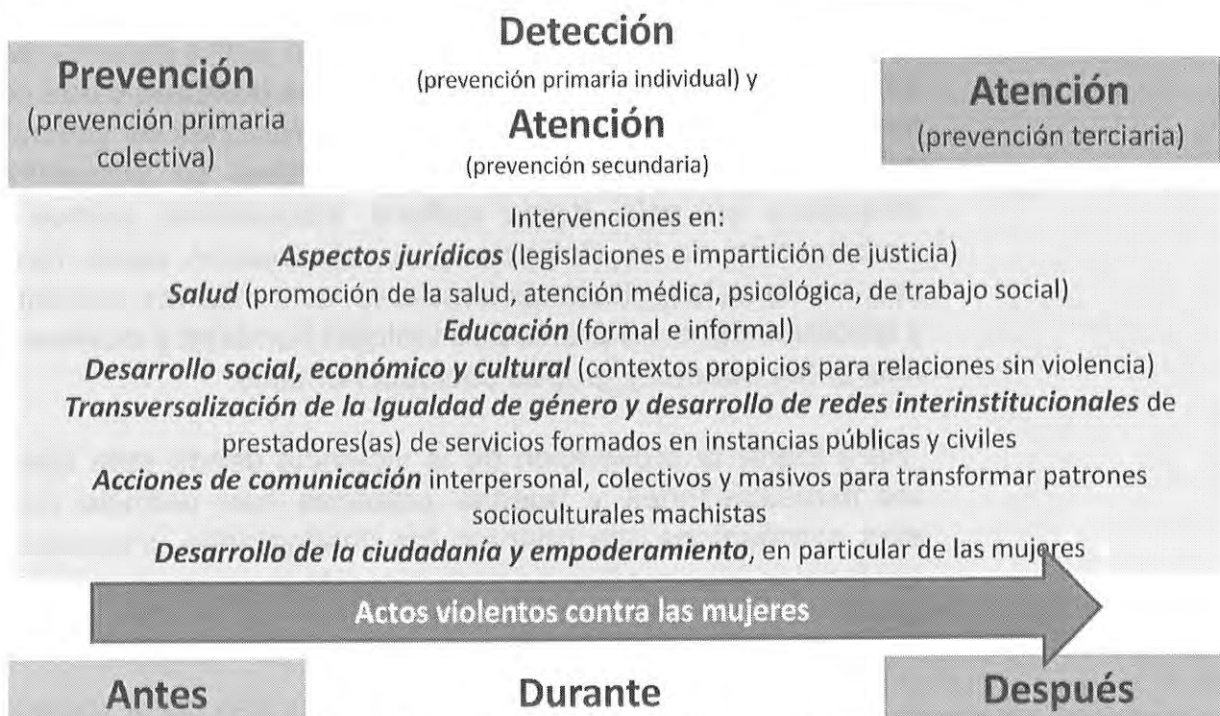 Prevención
(prevención primaria
colectiva)
Detección
(prevención primaria individual) y
Atención
(prevención secundaria)
Atención
(prevención terciaria)
Intervenciones en:
Aspectos jurídicos (legislaciones e impartición de justicia)
Salud (promoción de la salud, atención médica, psicológica, de trabajo social)
Educación (formal e informal)
Desarrollo social, económico y cultural (contextos propicios para relaciones sin violencia)
Transversalización de la Igualdad de género y desarrollo de redes interinstitucionales de
prestadores(as) de servicios formados en instancias públicas y civiles
Acciones de comunicación interpersonal, colectivos y masivos para transformar patrones
socioculturales machistas
Desarrollo de la ciudadanía y empoderamiento, en particular de las mujeres
Actos violentos contra las mujeres
Antes
Durante
Después